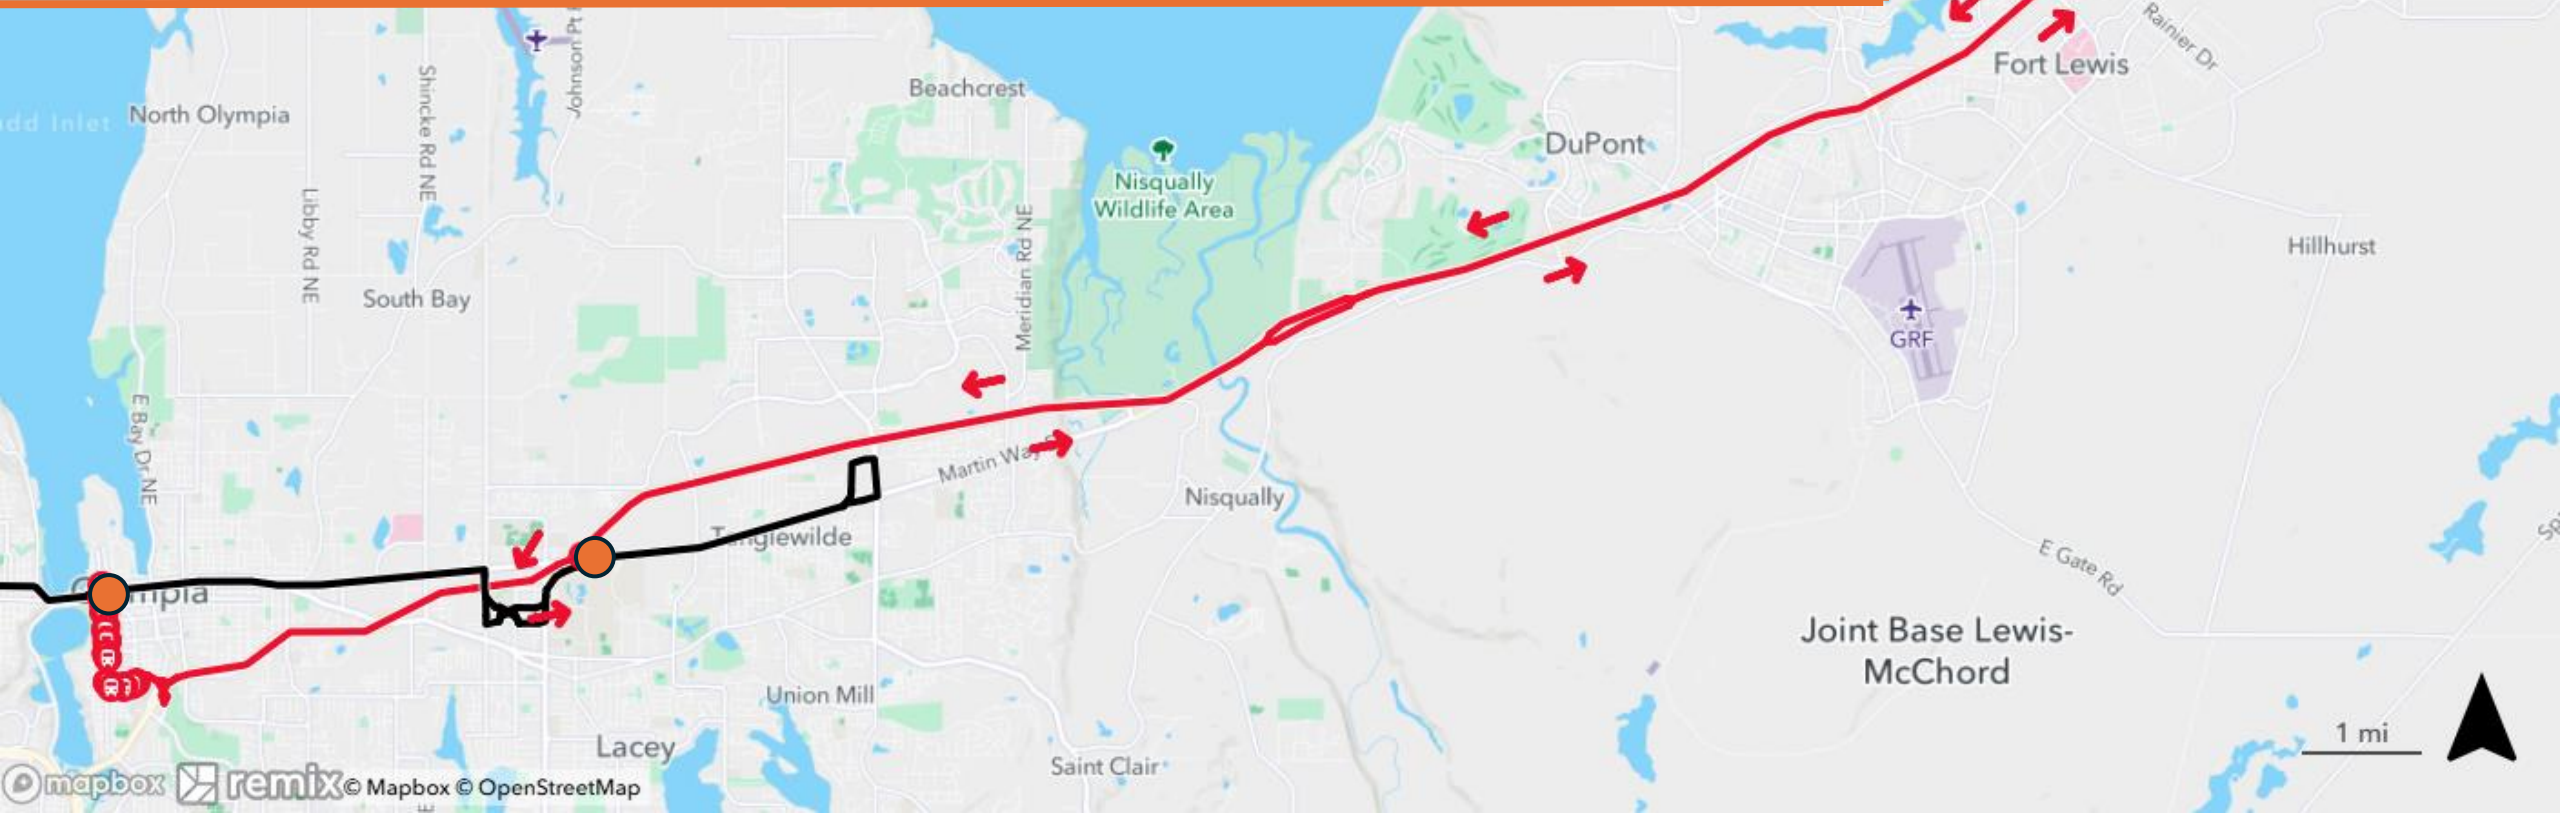 Johnson Pt
Rainier Dr
Fort Lewis
Shincke Rd NE
Beachcrest
North Olympia
DuPont
Nisqually
Wildlife Area
Libby Rd NE
Meridian Rd NE
Hillhurst
South Bay
GRF
E Bay Dr NE
Martin Way
Nisqually
E Gate Rd
Joint Base Lewis-
McChord
Union Mill
Lacey
Saint Clair
1 mi
mapbox remix © Mapbox © OpenStreetMap